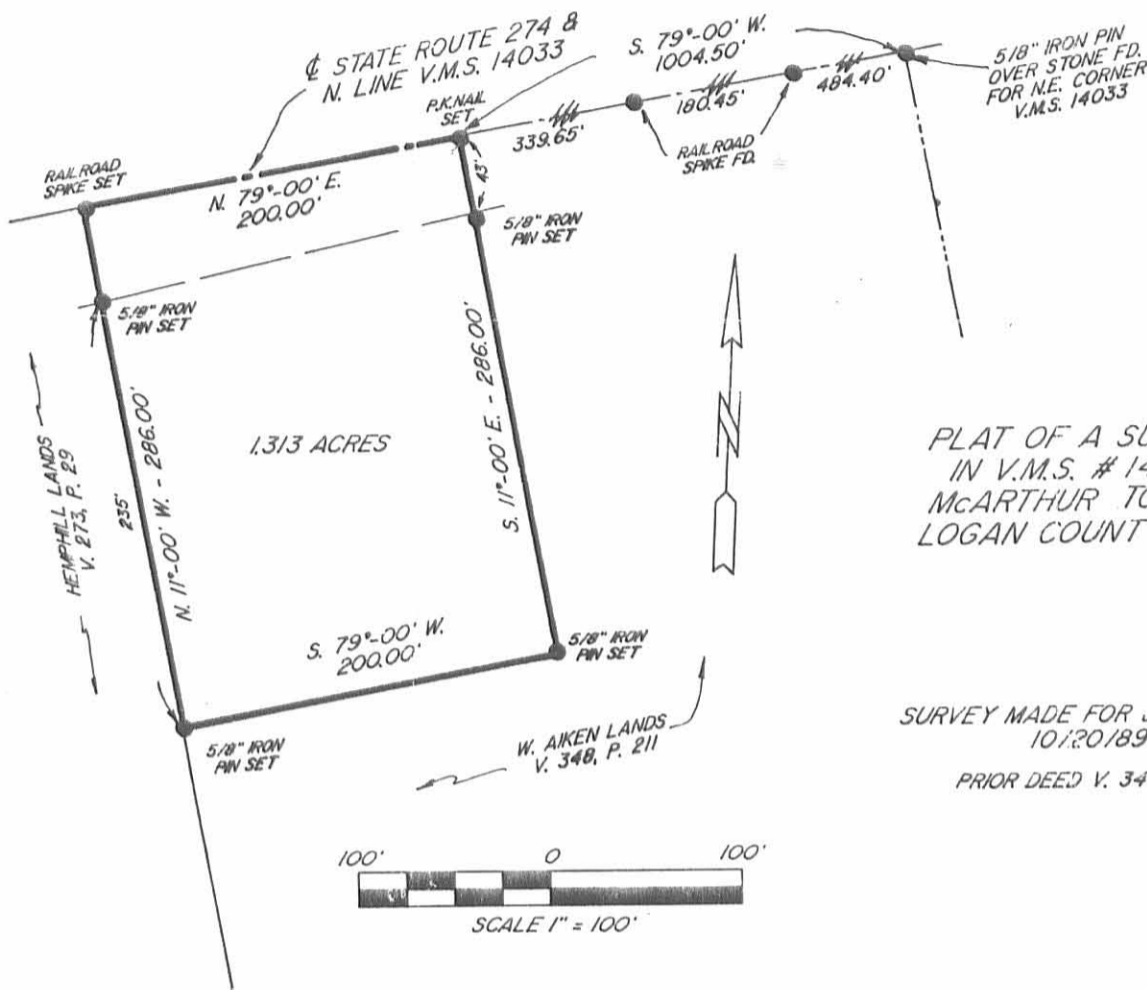 ℄ STATE ROUTE 274 &
N. LINE V.M.S. 14033
S. 79°-00' W.
1004.50'
5/8" IRON PIN
OVER STONE FD.
FOR N.E. CORNER
V.M.S. 14033
P.K.NAIL
SET
339.65'
180.45'
484.40'
RAILROAD
SPIKE FD.
RAILROAD
SPIKE SET
N. 79°-00' E.
200.00'
43'
5/8" IRON
PIN SET
5/8" IRON
PIN SET
HEMPHILL LANDS
V. 273, P. 29
235'
N. 11°-00' W. - 286.00'
1.313 ACRES
S. 11°-00' E. - 286.00'
N
PLAT OF A SU
IN V.M.S. # 14
McARTHUR TO
LOGAN COUNT
S. 79°-00' W.
200.00'
5/8" IRON
PIN SET
5/8" IRON
PIN SET
W. AIKEN LANDS
V. 348, P. 211
SURVEY MADE FOR
10/20/89
PRIOR DEED V. 34
100' 0 100'
SCALE 1" = 100'